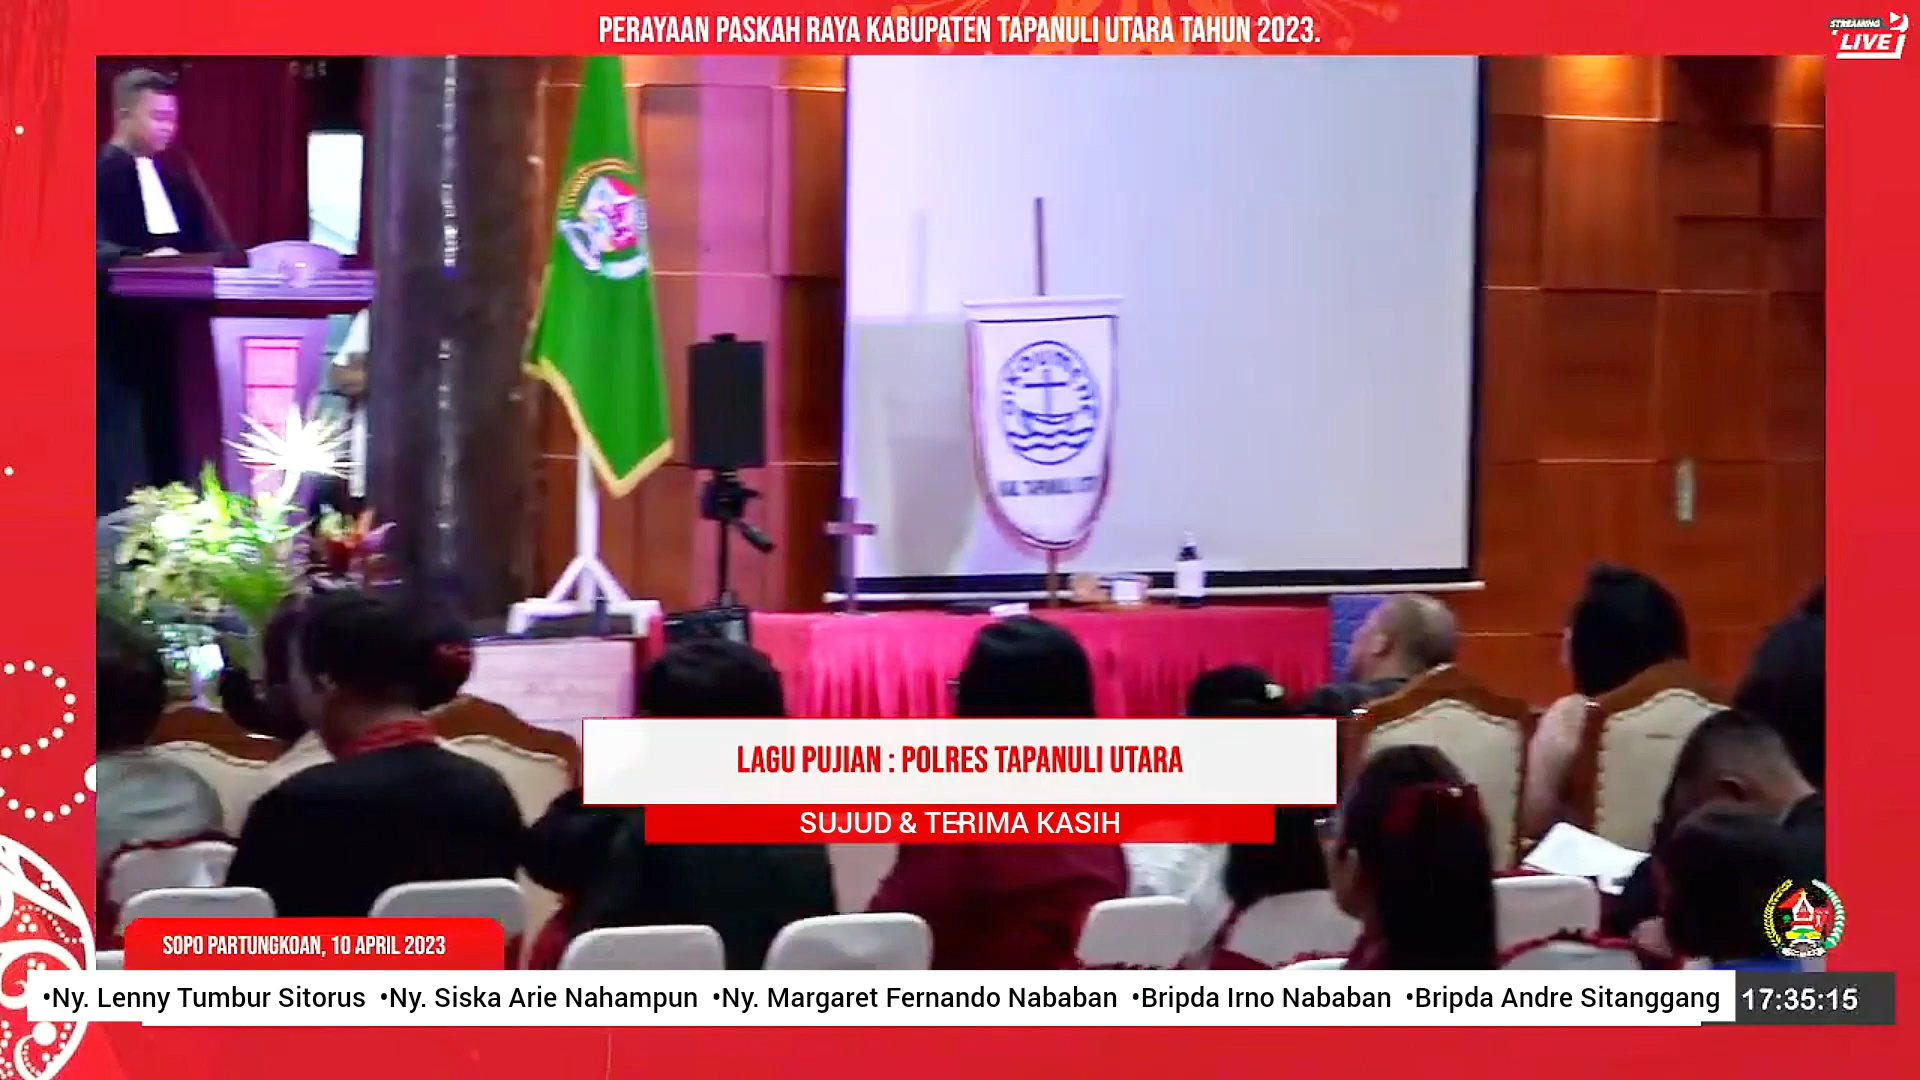 PERAYAAN PASKAH RAYA KABUPATEN TAPANULI UTARA TAHUN 2023.
STREAMING
LIVE
LAGU PUJIAN : POLRES TAPANULI UTARA
SUJUD & TERIMA KASIH
SOPO PARTUNGKOAN, 10 APRIL 2023
•Ny. Lenny Tumbur Sitorus •Ny. Siska Arie Nahampun •Ny. Margaret Fernando Nababan •Bripda Irno Nababan •Bripda Andre Sitanggang
17:35:15